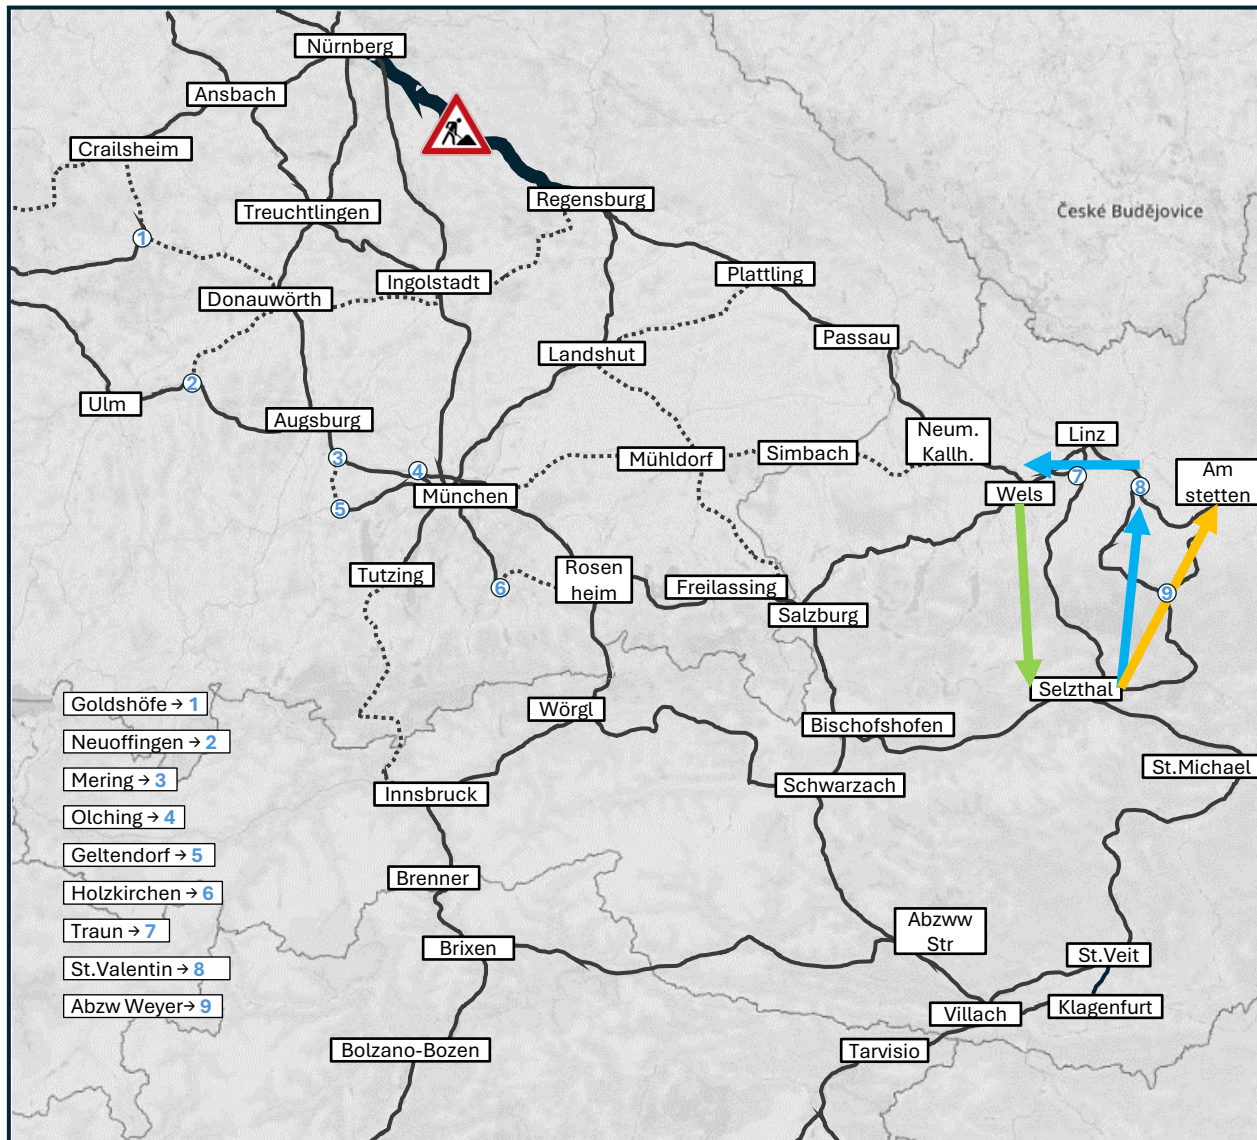 Nürnberg
Ansbach
Crailsheim
Regensburg
Treuchtlingen
České Budějovice
1
Plattling
Ingolstadt
Donauwörth
Passau
Landshut
2
Ulm
Augsburg
Neum.
Kallh.
Linz
Simbach
Mühldorf
3
4
7
Am
stetten
8
Wels
München
5
Tutzing
Rosen
heim
6
Freilassing
9
Salzburg
Selzthal
Goldshöfe → 1
Wörgl
Bischofshofen
Neuoffingen → 2
St.Michael
Mering → 3
Schwarzach
Innsbruck
Olching → 4
Geltendorf → 5
Brenner
Holzkirchen → 6
Abzww
Str
Traun → 7
Brixen
St.Veit
St.Valentin → 8
Abzw Weyer→ 9
Klagenfurt
Villach
Bolzano-Bozen
Tarvisio